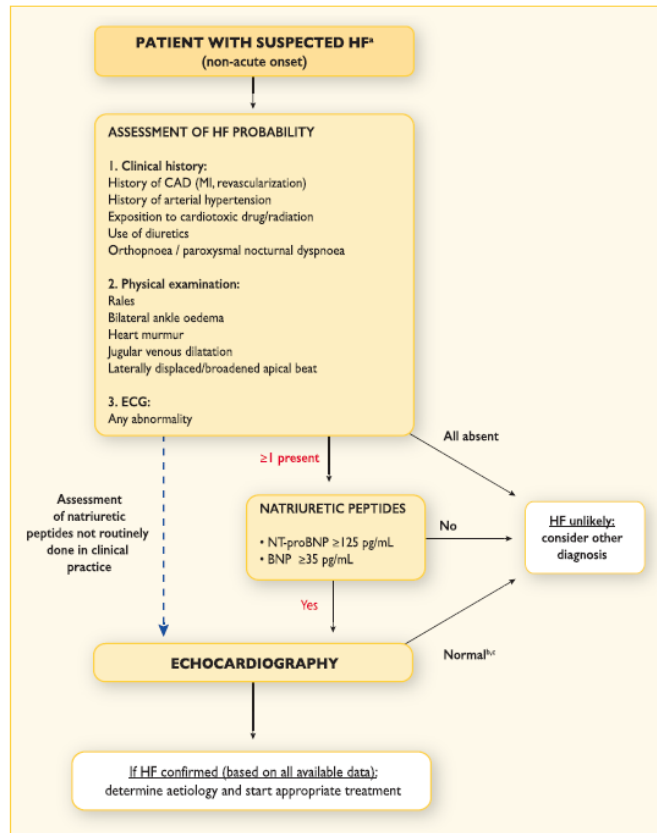 PATIENT WITH SUSPECTED HFᵃ
(non-acute onset)
ASSESSMENT OF HF PROBABILITY
1. Clinical history:
History of CAD (MI, revascularization)
History of arterial hypertension
Exposition to cardiotoxic drug/radiation
Use of diuretics
Orthopnoea / paroxysmal nocturnal dyspnoea
2. Physical examination:
Rales
Bilateral ankle oedema
Heart murmur
Jugular venous dilatation
Laterally displaced/broadened apical beat
3. ECG:
Any abnormality
≥1 present
All absent
Assessment
of natriuretic
peptides not routinely
done in clinical
practice
NATRIURETIC PEPTIDES
• NT-proBNP ≥125 pg/mL
• BNP ≥35 pg/mL
No
HF unlikely:
consider other
diagnosis
Yes
Normalᵇ,ᶜ
ECHOCARDIOGRAPHY
If HF confirmed (based on all available data):
determine aetiology and start appropriate treatment